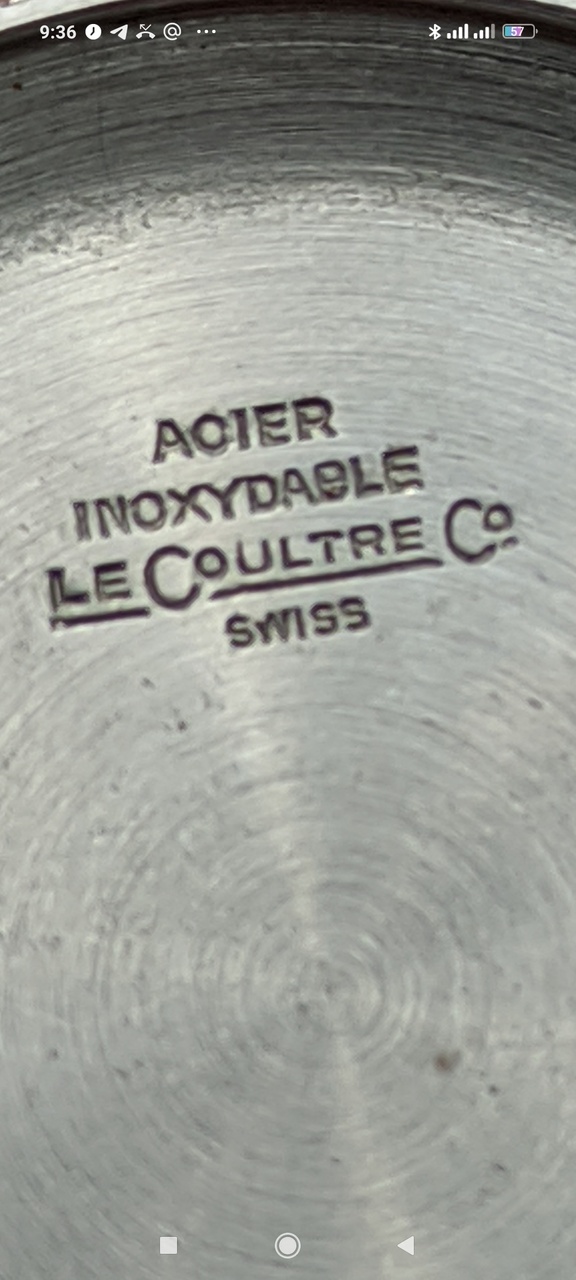 9:36 @ ... 57
ACIER
INOXYDABLE
LE COULTRE Co
SWISS